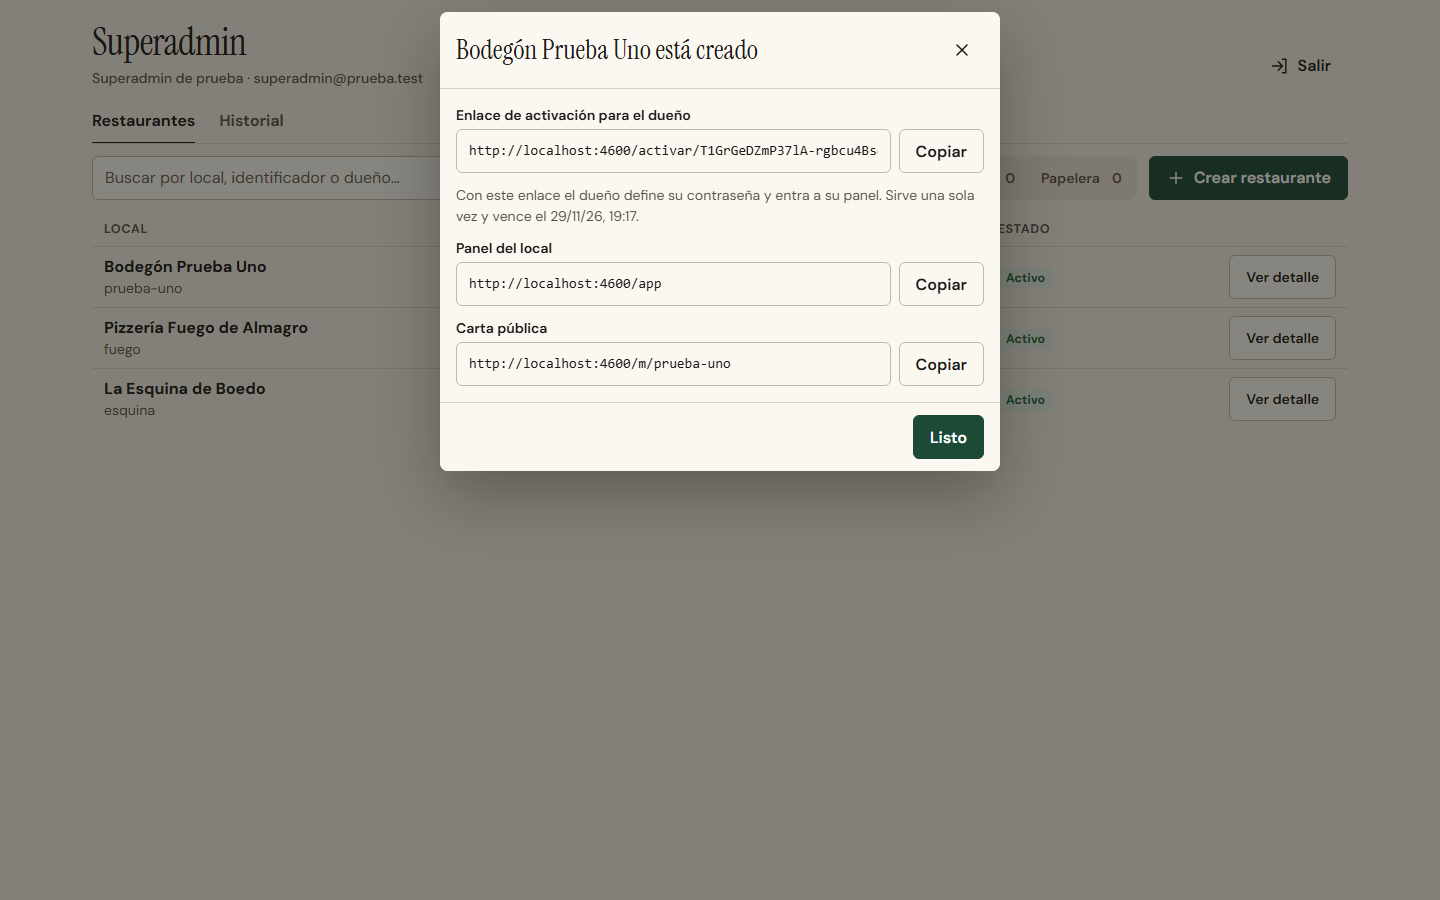 Superadmin
Superadmin de prueba · superadmin@prueba.test
Salir
Restaurantes
Historial
Buscar por local, identificador o dueño...
0
Papelera 0
Crear restaurante
LOCAL
ESTADO
Bodegón Prueba Uno
prueba-uno
Activo
Ver detalle
Pizzería Fuego de Almagro
fuego
Activo
Ver detalle
La Esquina de Boedo
esquina
Activo
Ver detalle
Bodegón Prueba Uno está creado
Enlace de activación para el dueño
http://localhost:4600/activar/T1GrGeDZmP37lA-rgbcu4Bs
Copiar
Con este enlace el dueño define su contraseña y entra a su panel. Sirve una sola
vez y vence el 29/11/26, 19:17.
Panel del local
http://localhost:4600/app
Copiar
Carta pública
http://localhost:4600/m/prueba-uno
Copiar
Listo